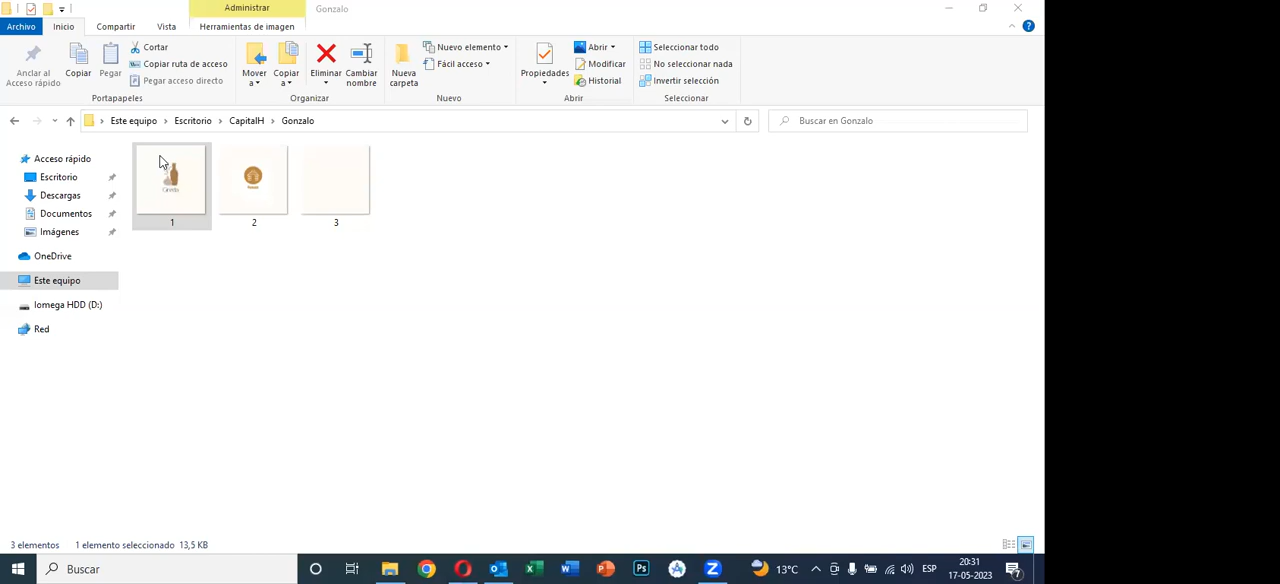 Administrar
Gonzalo
Archivo
Inicio
Compartir
Vista
Herramientas de imagen
Anclar al
Acceso rápido
Copiar
Pegar
Cortar
Copiar ruta de acceso
Pegar acceso directo
Portapapeles
Mover
a
Copiar
a
Eliminar
Cambiar
nombre
Organizar
Nueva
carpeta
Nuevo elemento
Fácil acceso
Nuevo
Propiedades
Abrir
Modificar
Historial
Abrir
Seleccionar todo
No seleccionar nada
Invertir selección
Seleccionar
Este equipo > Escritorio > CapitalH > Gonzalo
Buscar en Gonzalo
Acceso rápido
Escritorio
Descargas
Documentos
Imágenes
OneDrive
Este equipo
Iomega HDD (D:)
Red
1
2
3
3 elementos
1 elemento seleccionado 13,5 KB
Buscar
13°C
ESP
20:31
17-05-2023
7